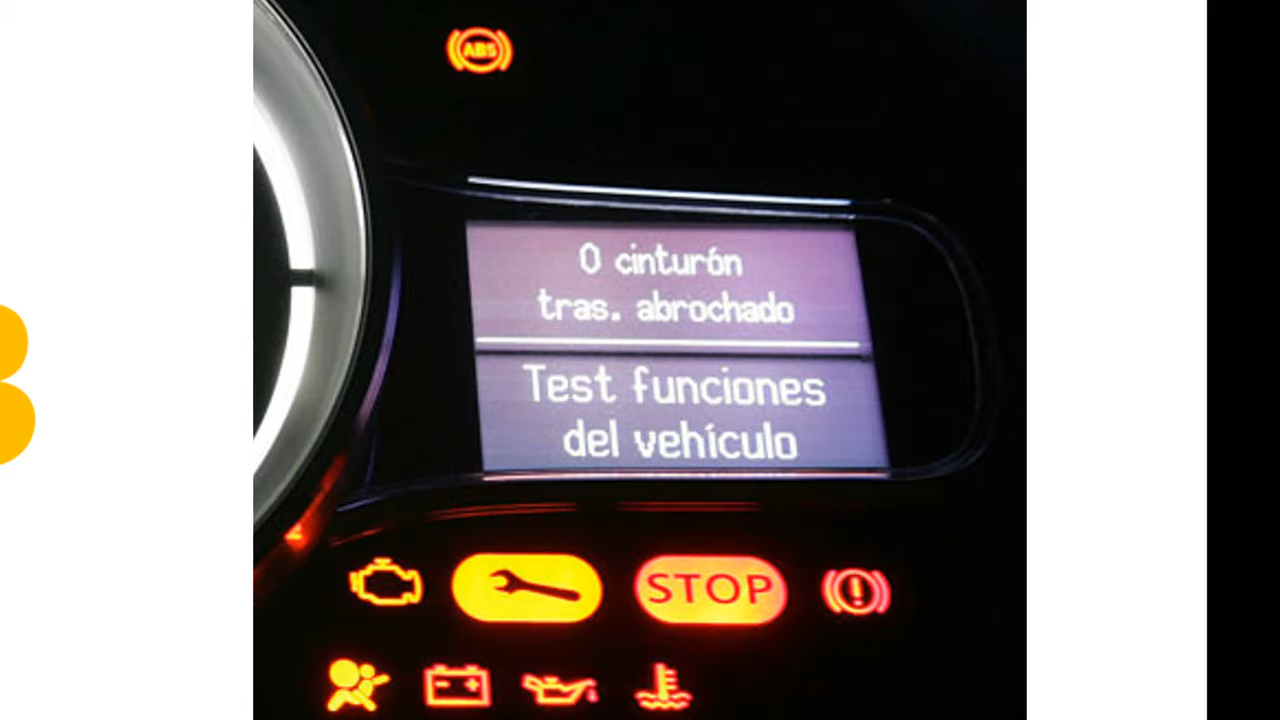 ABS
0 cinturón
tras. abrochado
Test funciones
del vehículo
STOP